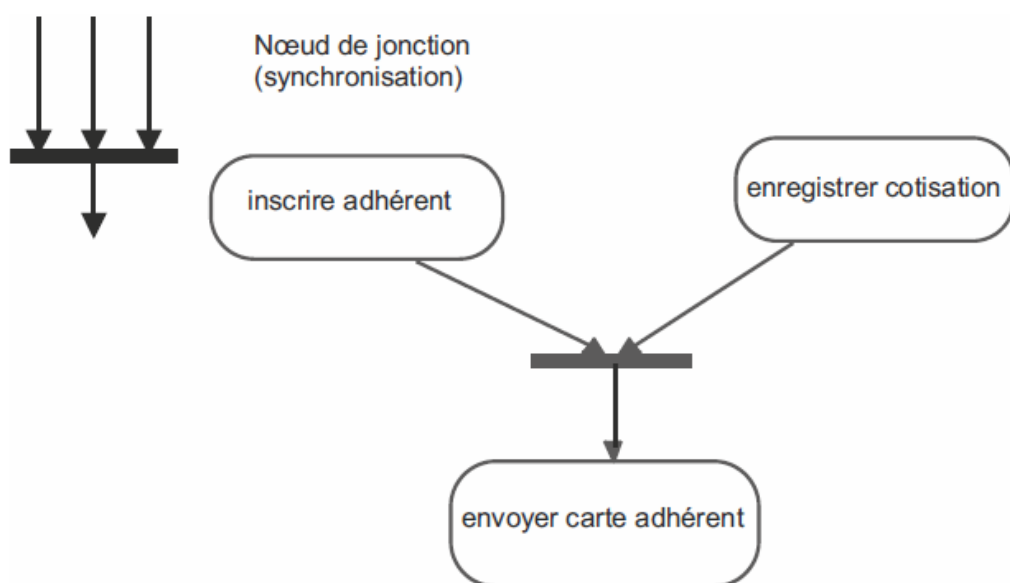 Nœud de jonction
(synchronisation)
inscrire adhérent
enregistrer cotisation
envoyer carte adhérent